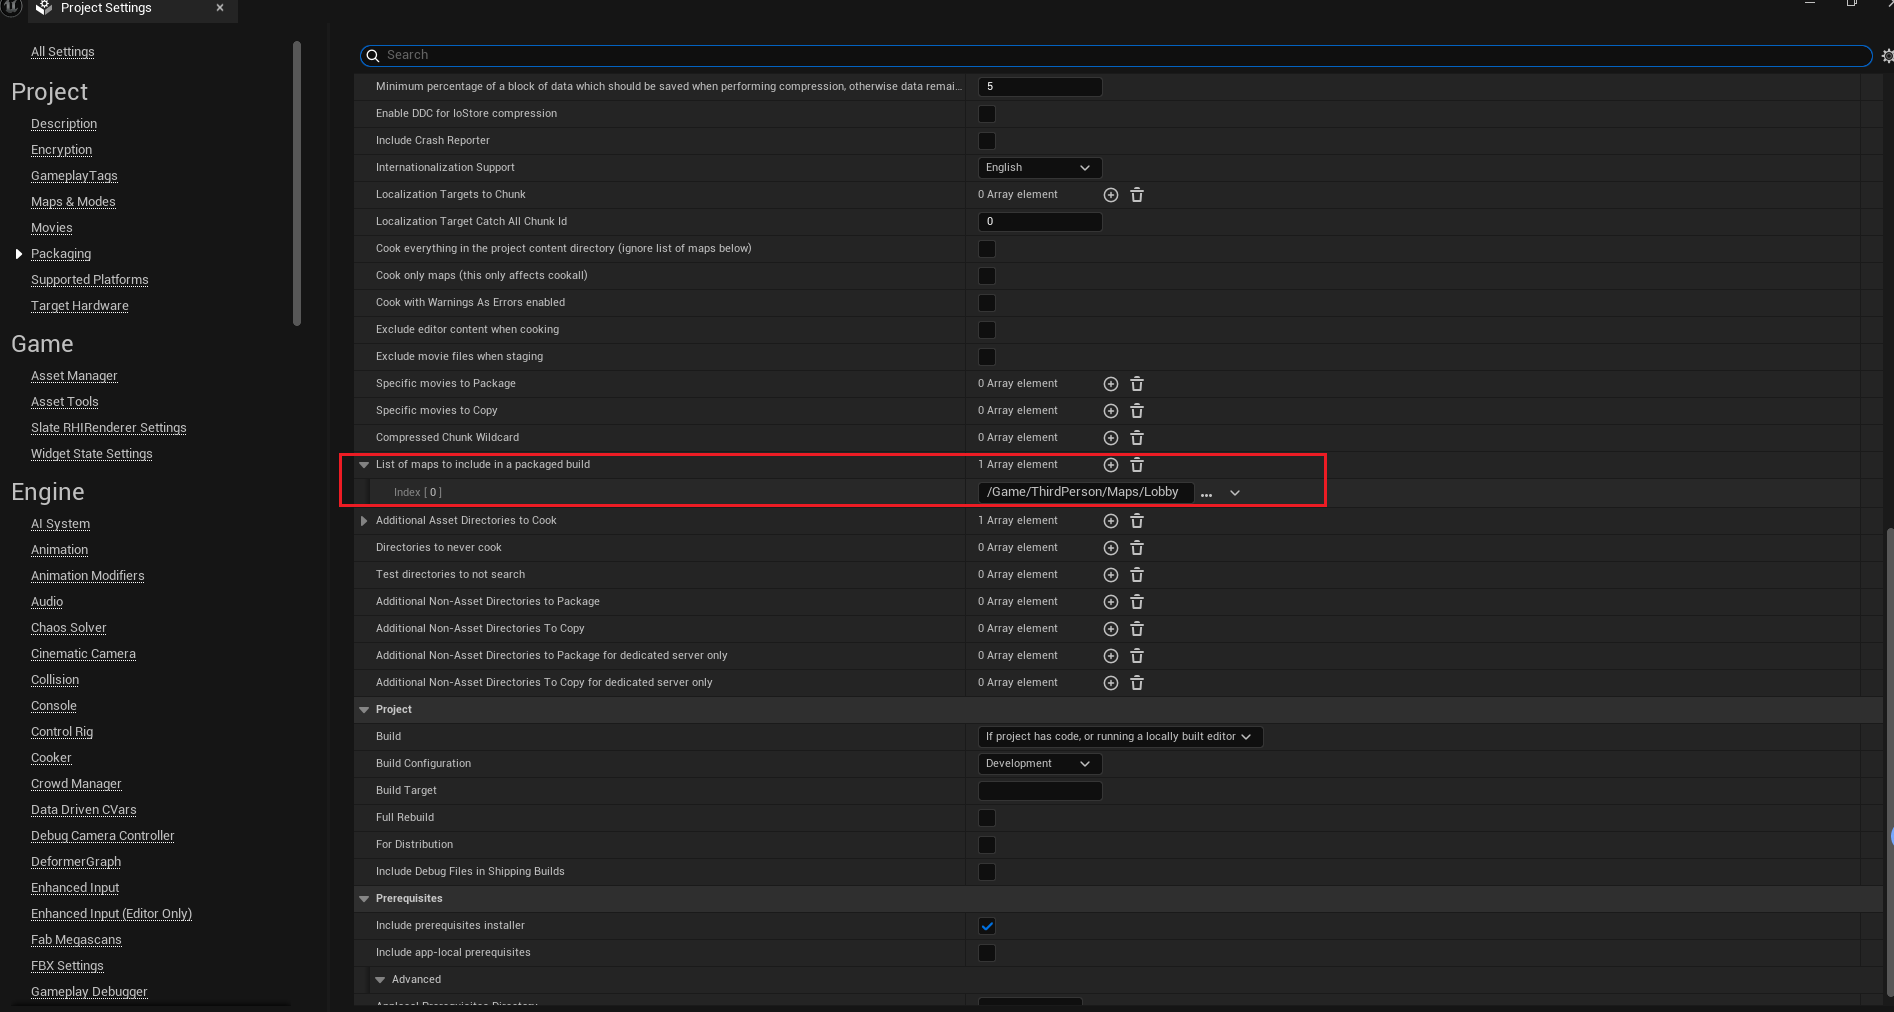 Project Settings
All Settings
Project
Description
Encryption
GameplayTags
Maps & Modes
Movies
Packaging
Supported Platforms
Target Hardware
Game
Asset Manager
Asset Tools
Slate RHIRenderer Settings
Widget State Settings
Engine
AI System
Animation
Animation Modifiers
Audio
Chaos Solver
Cinematic Camera
Collision
Console
Control Rig
Cooker
Crowd Manager
Data Driven CVars
Debug Camera Controller
DeformerGraph
Enhanced Input
Enhanced Input (Editor Only)
Fab Megascans
FBX Settings
Gameplay Debugger
Search
Minimum percentage of a block of data which should be saved when performing compression, otherwise data remai... 5
Enable DDC for IoStore compression
Include Crash Reporter
Internationalization Support English
Localization Targets to Chunk 0 Array element
Localization Target Catch All Chunk Id 0
Cook everything in the project content directory (ignore list of maps below)
Cook only maps (this only affects cookall)
Cook with Warnings As Errors enabled
Exclude editor content when cooking
Exclude movie files when staging
Specific movies to Package 0 Array element
Specific movies to Copy 0 Array element
Compressed Chunk Wildcard 0 Array element
List of maps to include in a packaged build 1 Array element
Index [ 0 ] /Game/ThirdPerson/Maps/Lobby ...
Additional Asset Directories to Cook 1 Array element
Directories to never cook 0 Array element
Test directories to not search 0 Array element
Additional Non-Asset Directories to Package 0 Array element
Additional Non-Asset Directories To Copy 0 Array element
Additional Non-Asset Directories to Package for dedicated server only 0 Array element
Additional Non-Asset Directories To Copy for dedicated server only 0 Array element
Project
Build If project has code, or running a locally built editor
Build Configuration Development
Build Target
Full Rebuild
For Distribution
Include Debug Files in Shipping Builds
Prerequisites
Include prerequisites installer
Include app-local prerequisites
Advanced